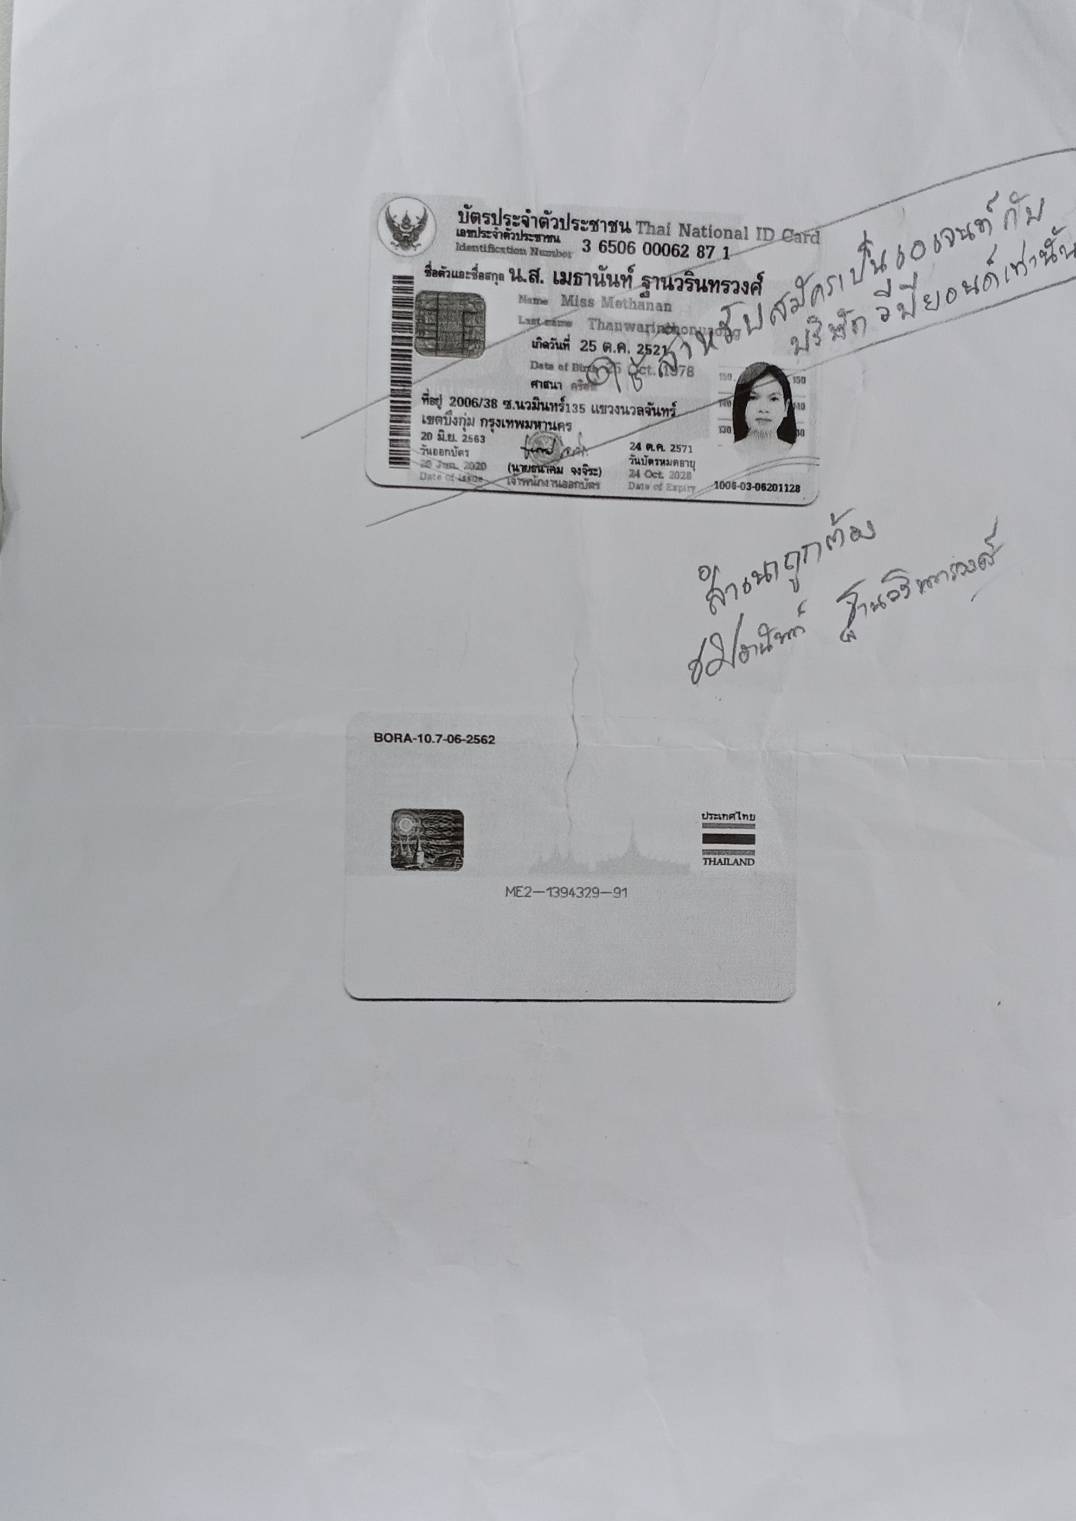 บัตรประจำตัวประชาชน Thai National ID Card
เลขประจำตัวประชาชน
Identification Number 3 6506 00062 87 1
ชื่อตัวและชื่อสกุล น.ส. เมธานันท์ ฐานวรินทรวงศ์
Name Miss Methanan
Last name
เกิดวันที่ 25 ต.ค. 2521
Date of Birth 25 Oct. 1978
ศาสนา คริสต์
ที่อยู่ 2006/38 ซ.นวมินทร์135 แขวงนวลจันทร์
เขตบึงกุ่ม กรุงเทพมหานคร
20 มิ.ย. 2563
วันออกบัตร
20 Jun. 2020
Date of Issue
(นายธนาคม จงจิระ)
เจ้าพนักงานออกบัตร
24 ต.ค. 2571
วันบัตรหมดอายุ
24 Oct. 2028
Date of Expiry
150 150
140 140
130 130
1006-03-06201128
ใช้สำหรับสมัครเป็นเอเจนท์กับ
บริษัท วีบียอนด์เท่านั้น
สำเนาถูกต้อง
เมธานันท์ ฐานวรินทรวงศ์
BORA-10.7-06-2562
ประเทศไทย
THAILAND
ME2-1394329-91